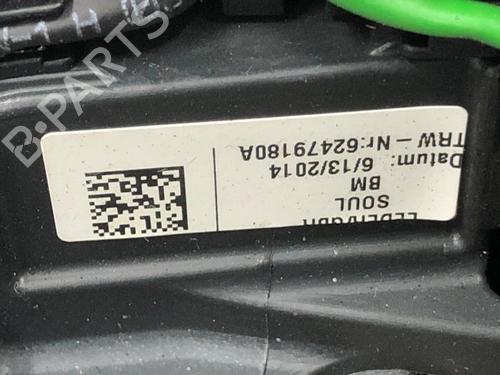 B-PARTS
SOUL
BM
Datum: 6/13/2014
TRW - Nr:62479180A